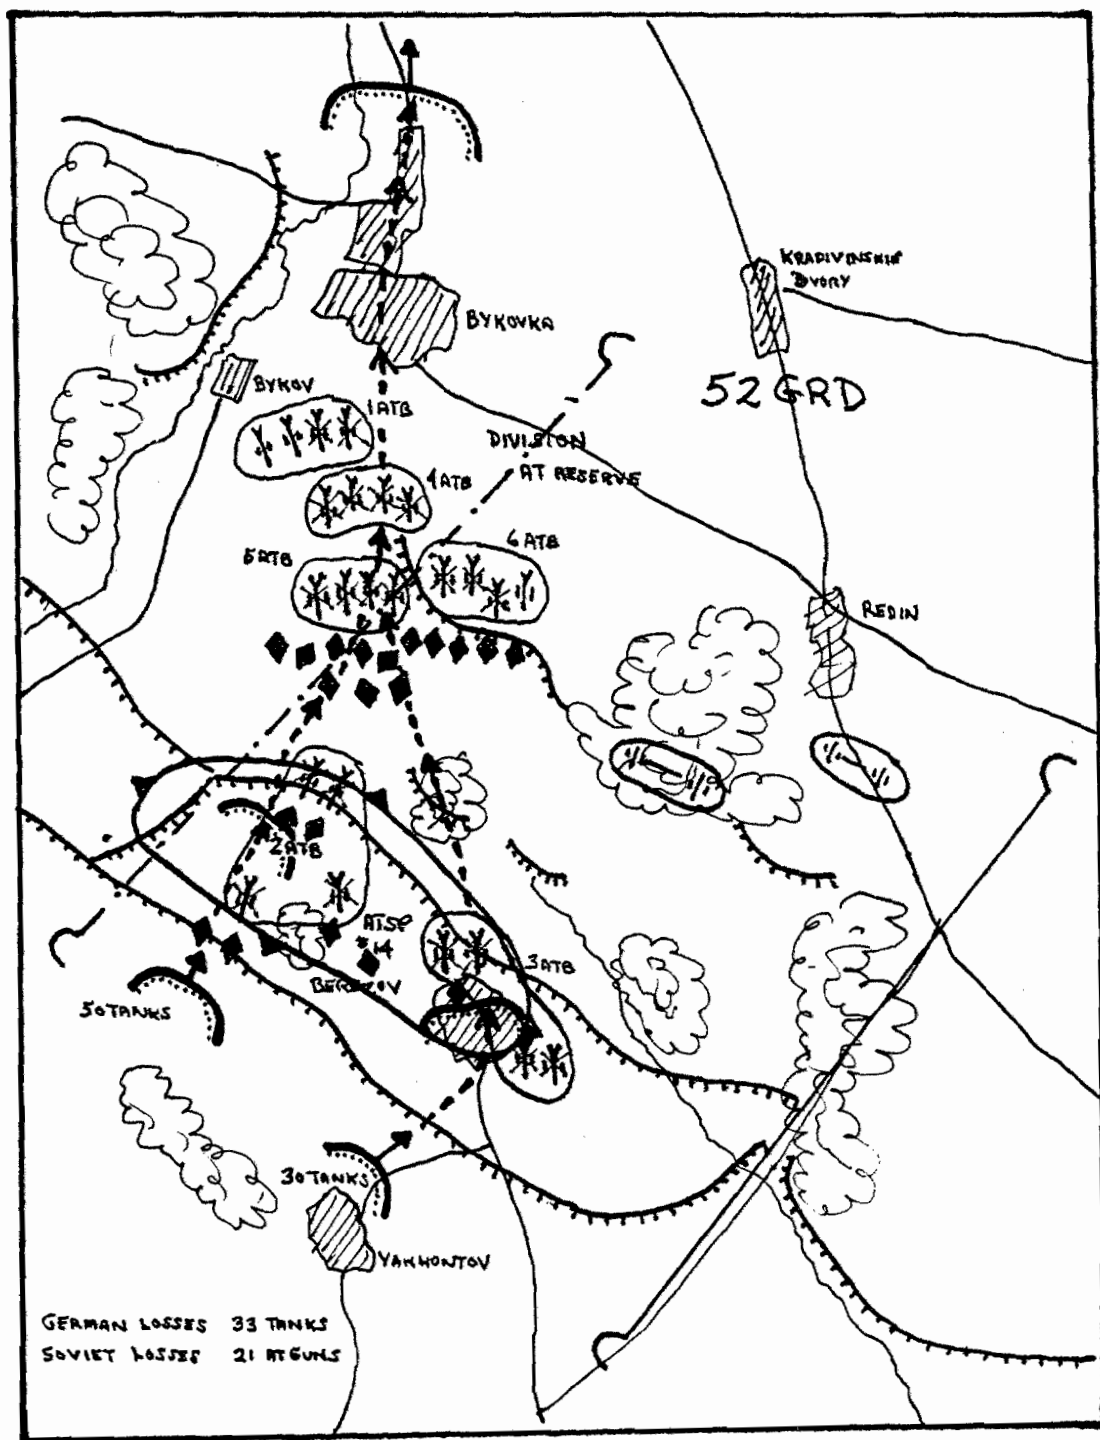 KRADIVINSKIE
DVORY
BYKOVKA
52 GRD
BYKOV
1 ATB
DIVISION
AT RESERVE
4 ATB
6 ATB
5 ATB
REDIN
2 ATB
ATSP
#14
3 ATB
BEREZOV
50 TANKS
30 TANKS
YAKHONTOV
GERMAN LOSSES 33 TANKS
SOVIET LOSSES 21 AT GUNS